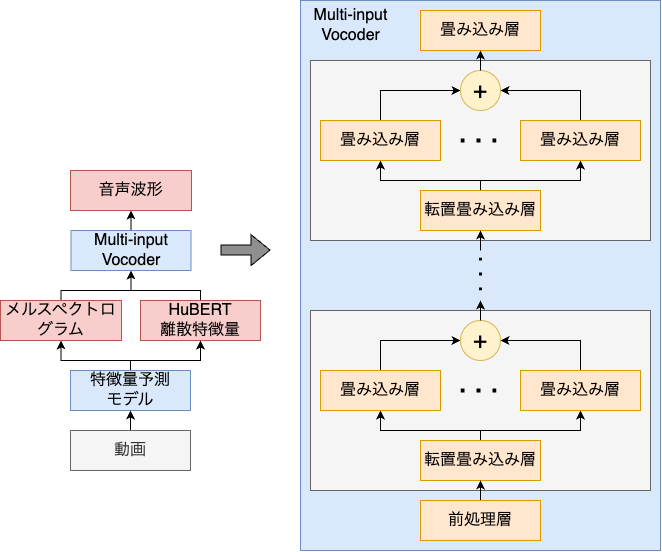 音声波形
Multi-input
Vocoder
メルスペクトロ
グラム
HuBERT
離散特徴量
特徴量予測
モデル
動画
Multi-input
Vocoder
畳み込み層
+
畳み込み層
・・・
畳み込み層
転置畳み込み層
・・・
+
畳み込み層
・・・
畳み込み層
転置畳み込み層
前処理層